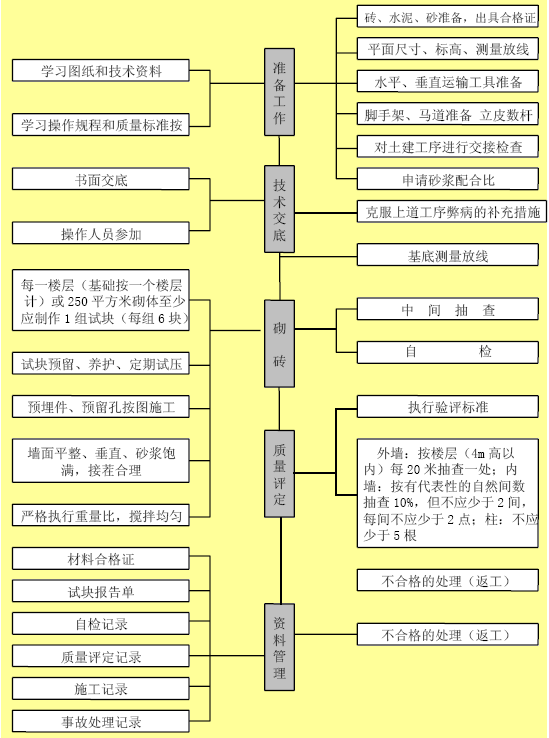 砖、水泥、砂准备，出具合格证
平面尺寸、标高、测量放线
学习图纸和技术资料
准备工作
水平、垂直运输工具准备
脚手架、马道准备 立皮数杆
学习操作规程和质量标准按
对土建工序进行交接检查
书面交底
技术交底
申请砂浆配合比
克服上道工序弊病的补充措施
操作人员参加
基底测量放线
每一楼层（基础按一个楼层
计）或 250 平方米砌体至少
应制作 1 组试块（每组 6 块）
砌砖
中 间 抽 查
自 检
试块预留、养护、定期试压
预埋件、预留孔按图施工
执行验评标准
墙面平整、垂直、砂浆饱
满，接茬合理
质量评定
外墙：按楼层（4m 高以
内）每 20 米抽查一处；内
墙：按有代表性的自然间数
抽查 10%，但不应少于 2 间，
每间不应少于 2 点；柱：不应
少于 5 根
严格执行重量比，搅拌均匀
材料合格证
不合格的处理（返工）
试块报告单
自检记录
资料管理
不合格的处理（返工）
质量评定记录
施工记录
事故处理记录